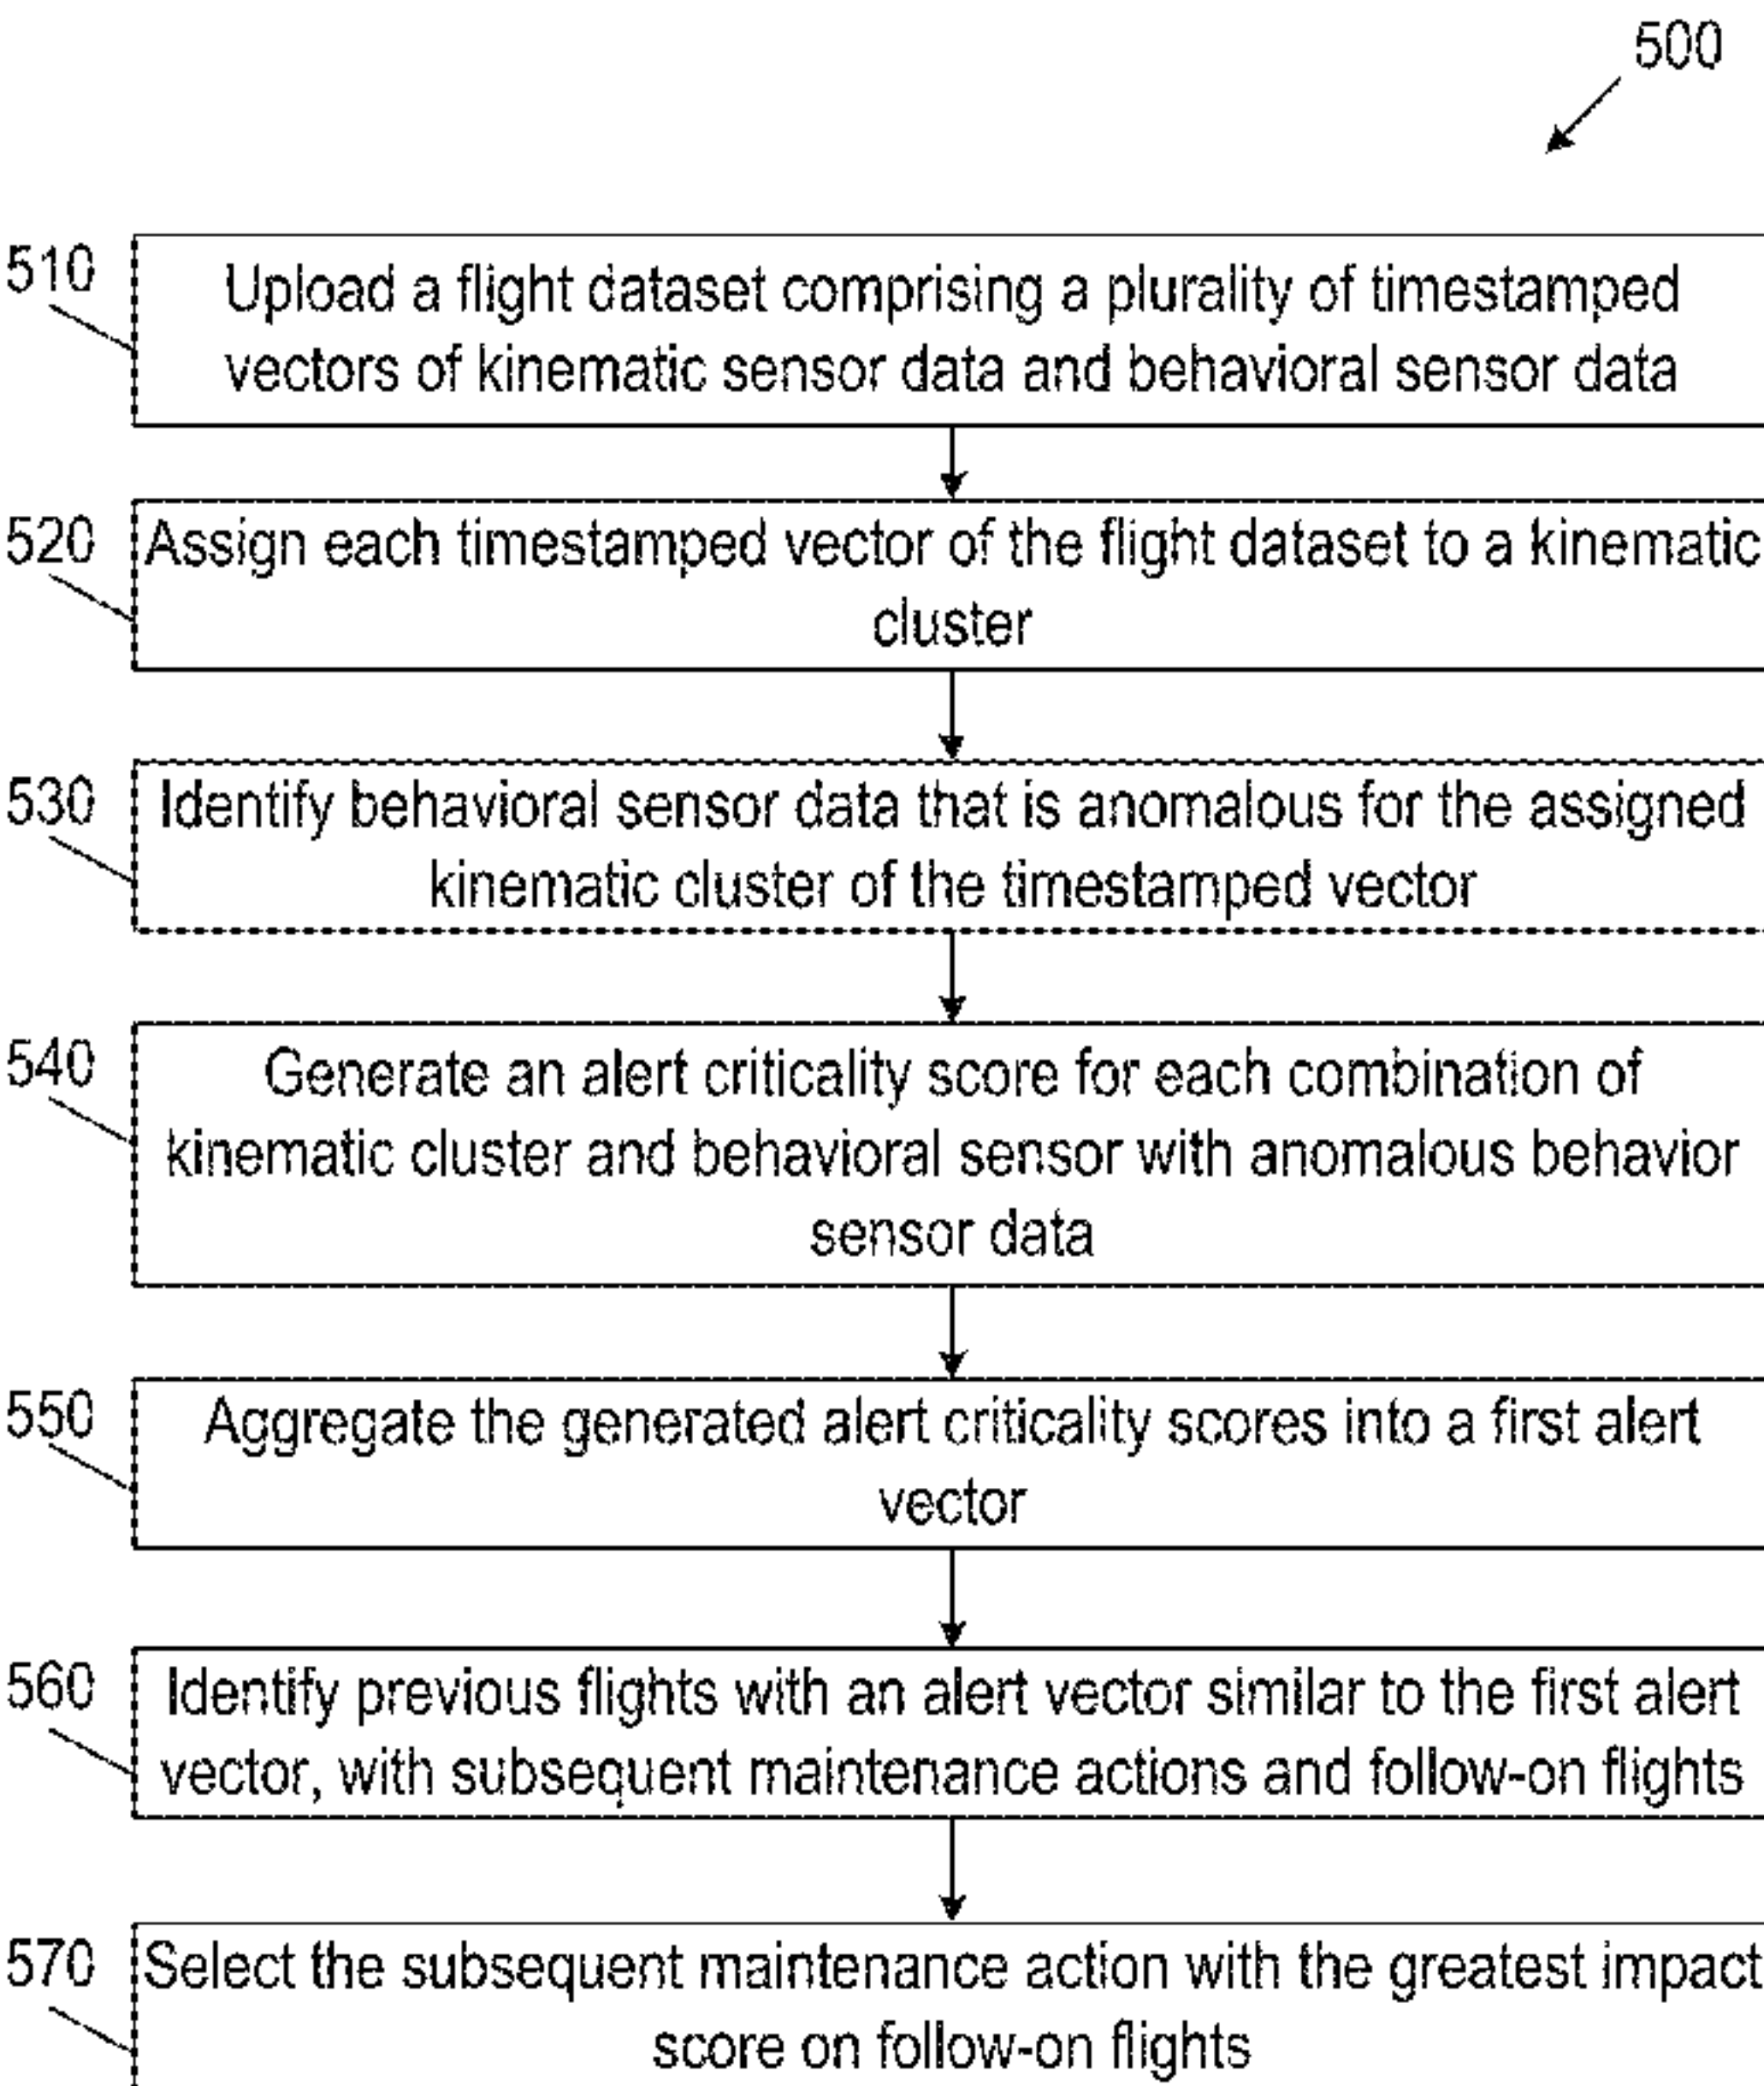 500
510
Upload a flight dataset comprising a plurality of timestamped
vectors of kinematic sensor data and behavioral sensor data
520
Assign each timestamped vector of the flight dataset to a kinematic
cluster
530
Identify behavioral sensor data that is anomalous for the assigned
kinematic cluster of the timestamped vector
540
Generate an alert criticality score for each combination of
kinematic cluster and behavioral sensor with anomalous behavior
sensor data
550
Aggregate the generated alert criticality scores into a first alert
vector
560
Identify previous flights with an alert vector similar to the first alert
vector, with subsequent maintenance actions and follow-on flights
570
Select the subsequent maintenance action with the greatest impact
score on follow-on flights